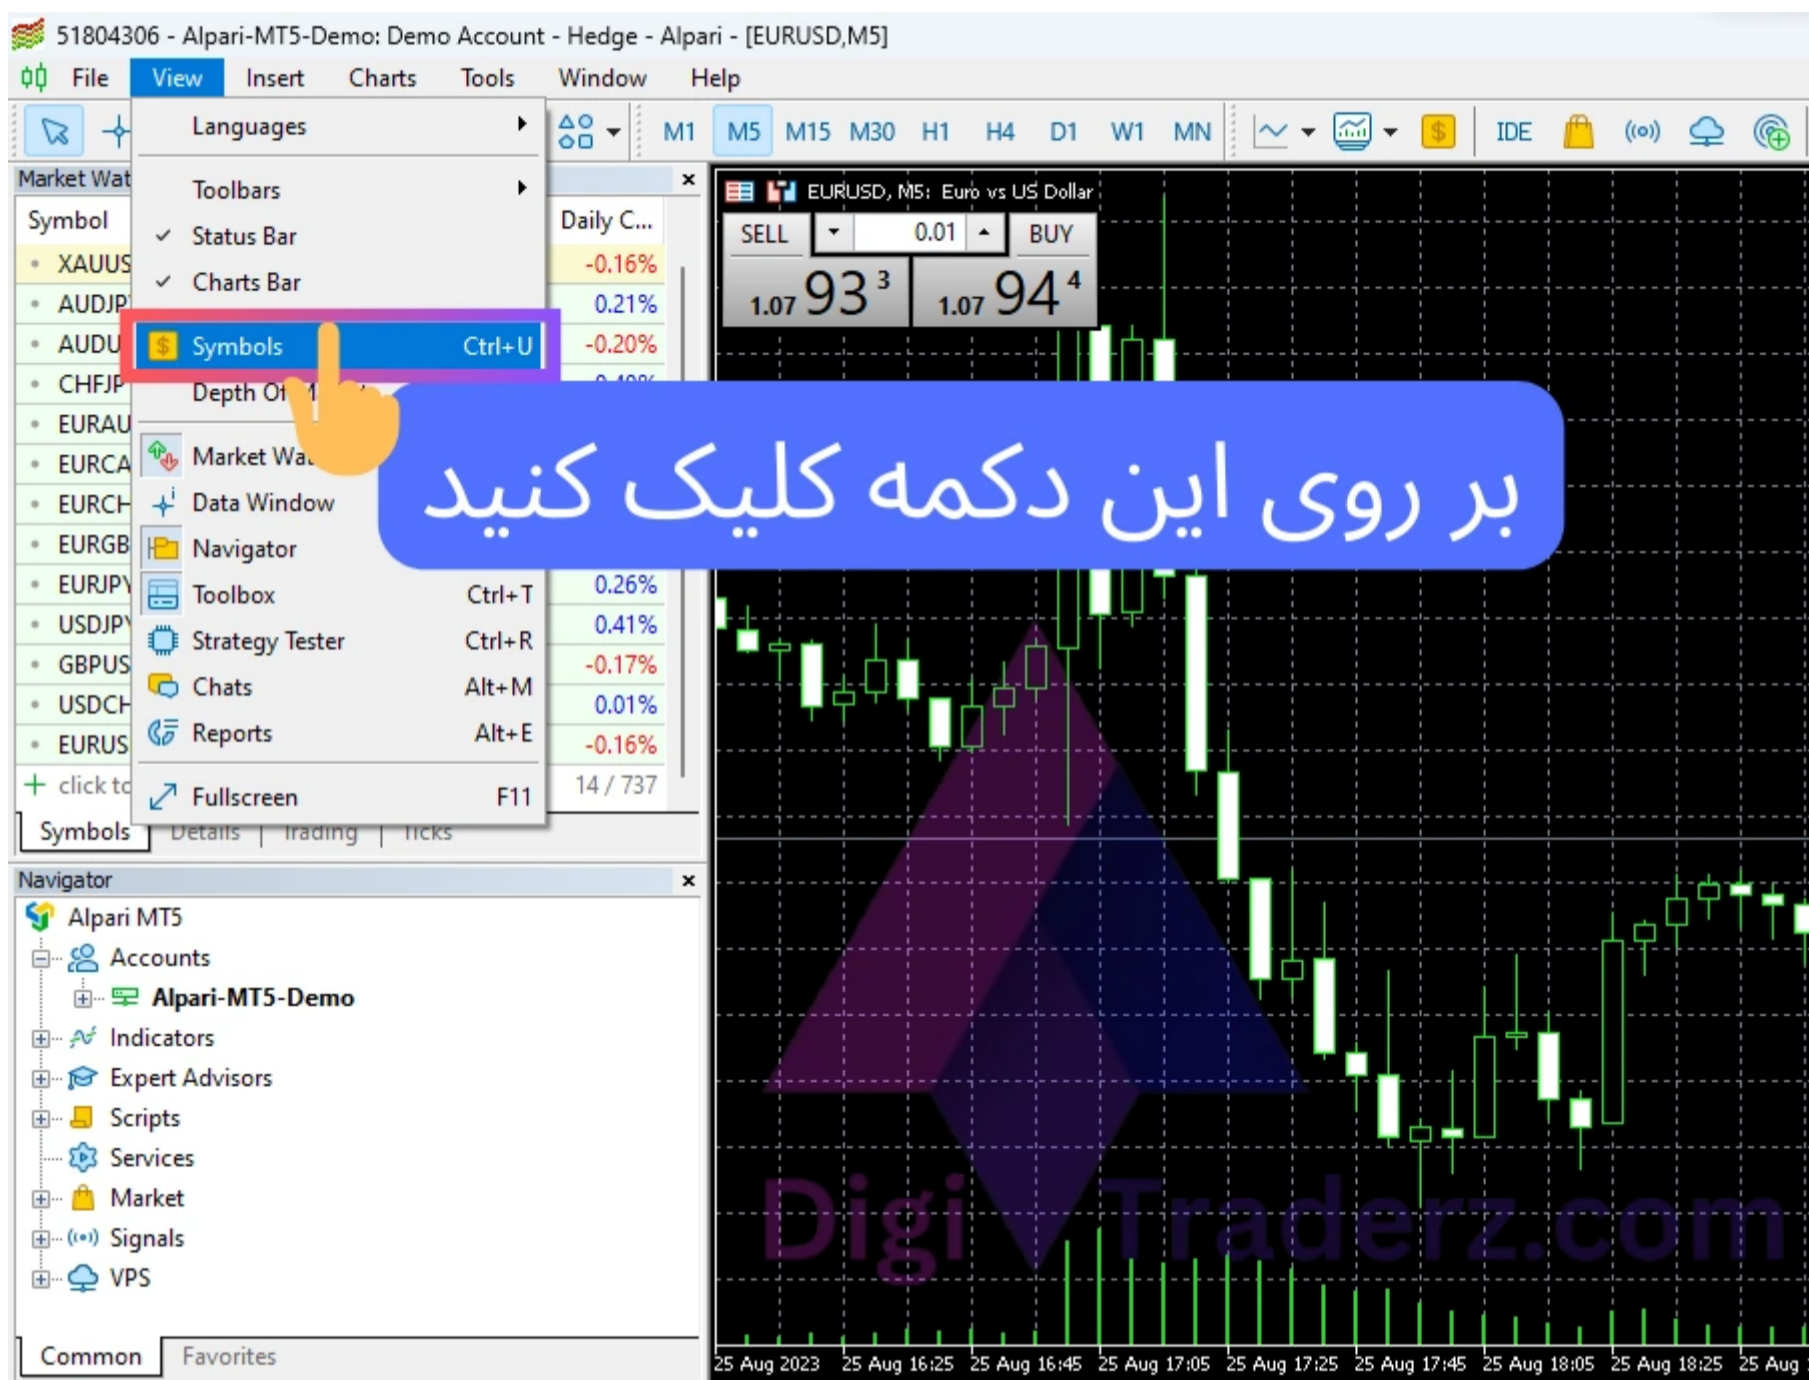 51804306 - Alpari-MT5-Demo: Demo Account - Hedge - Alpari - [EURUSD,M5]
File View Insert Charts Tools Window Help
M1 M5 M15 M30 H1 H4 D1 W1 MN IDE
Languages
Toolbars
Status Bar
Charts Bar
Symbols Ctrl+U
Depth Of
Market
Data Window
Navigator
Toolbox Ctrl+T
Strategy Tester Ctrl+R
Chats Alt+M
Reports Alt+E
Fullscreen F11
بر روی این دکمه کلیک کنید
Market
Symbol Daily C...
XAUUS -0.16%
AUDJP 0.21%
AUDU -0.20%
CHFJP
EURAU
EURCA
EURCH
EURGB
EURJPY 0.26%
USDJPY 0.41%
GBPUS -0.17%
USDCH 0.01%
EURUS -0.16%
click to 14 / 737
Symbols Details Trading Ticks
Navigator
Alpari MT5
Accounts
Alpari-MT5-Demo
Indicators
Expert Advisors
Scripts
Services
Market
Signals
VPS
Common Favorites
EURUSD, M5: Euro vs US Dollar
SELL 0.01 BUY
1.07 93 3 1.07 94 4
Digi Traderz.com
25 Aug 2023 25 Aug 16:25 25 Aug 16:45 25 Aug 17:05 25 Aug 17:25 25 Aug 17:45 25 Aug 18:05 25 Aug 18:25 25 Aug